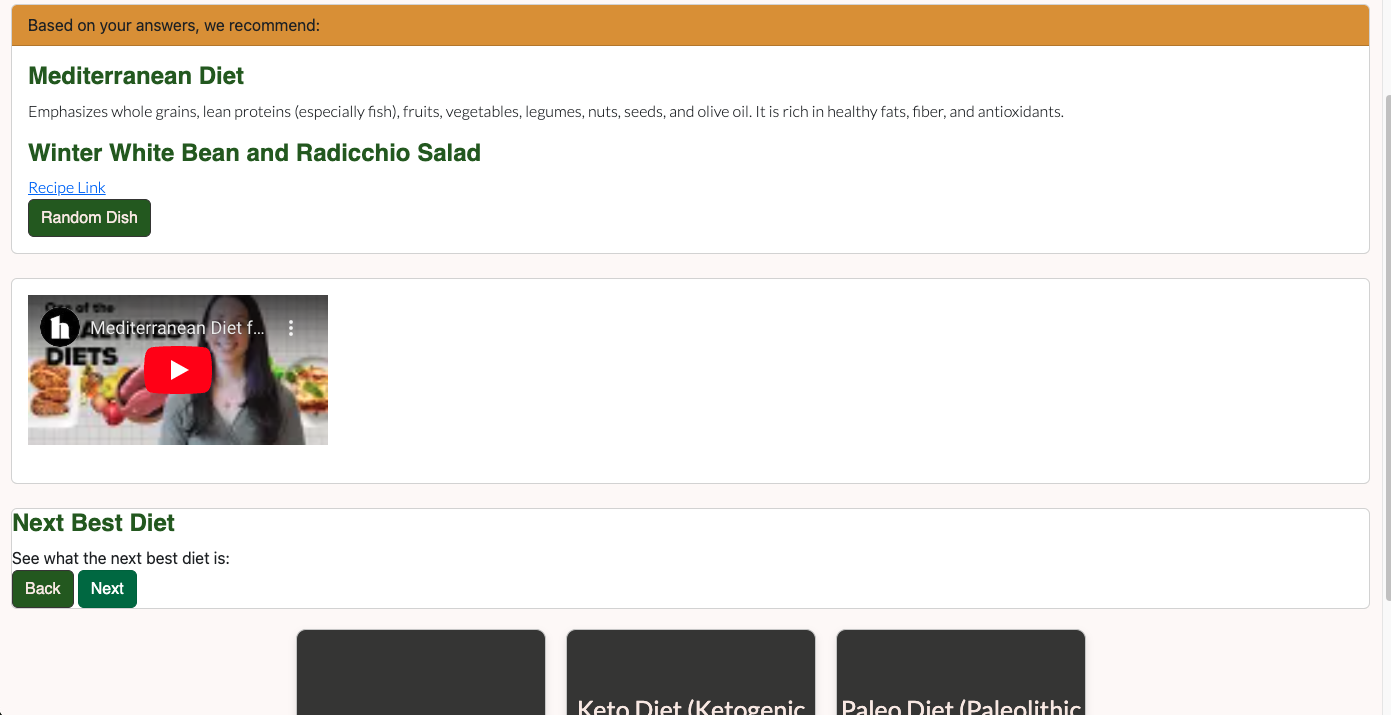 Based on your answers, we recommend:
Mediterranean Diet
Emphasizes whole grains, lean proteins (especially fish), fruits, vegetables, legumes, nuts, seeds, and olive oil. It is rich in healthy fats, fiber, and antioxidants.
Winter White Bean and Radicchio Salad
Recipe Link
Random Dish
One of the
h
Mediterranean Diet f...
DIETS
Next Best Diet
See what the next best diet is:
Back Next
Keto Diet (Ketogenic
Paleo Diet (Paleolithic